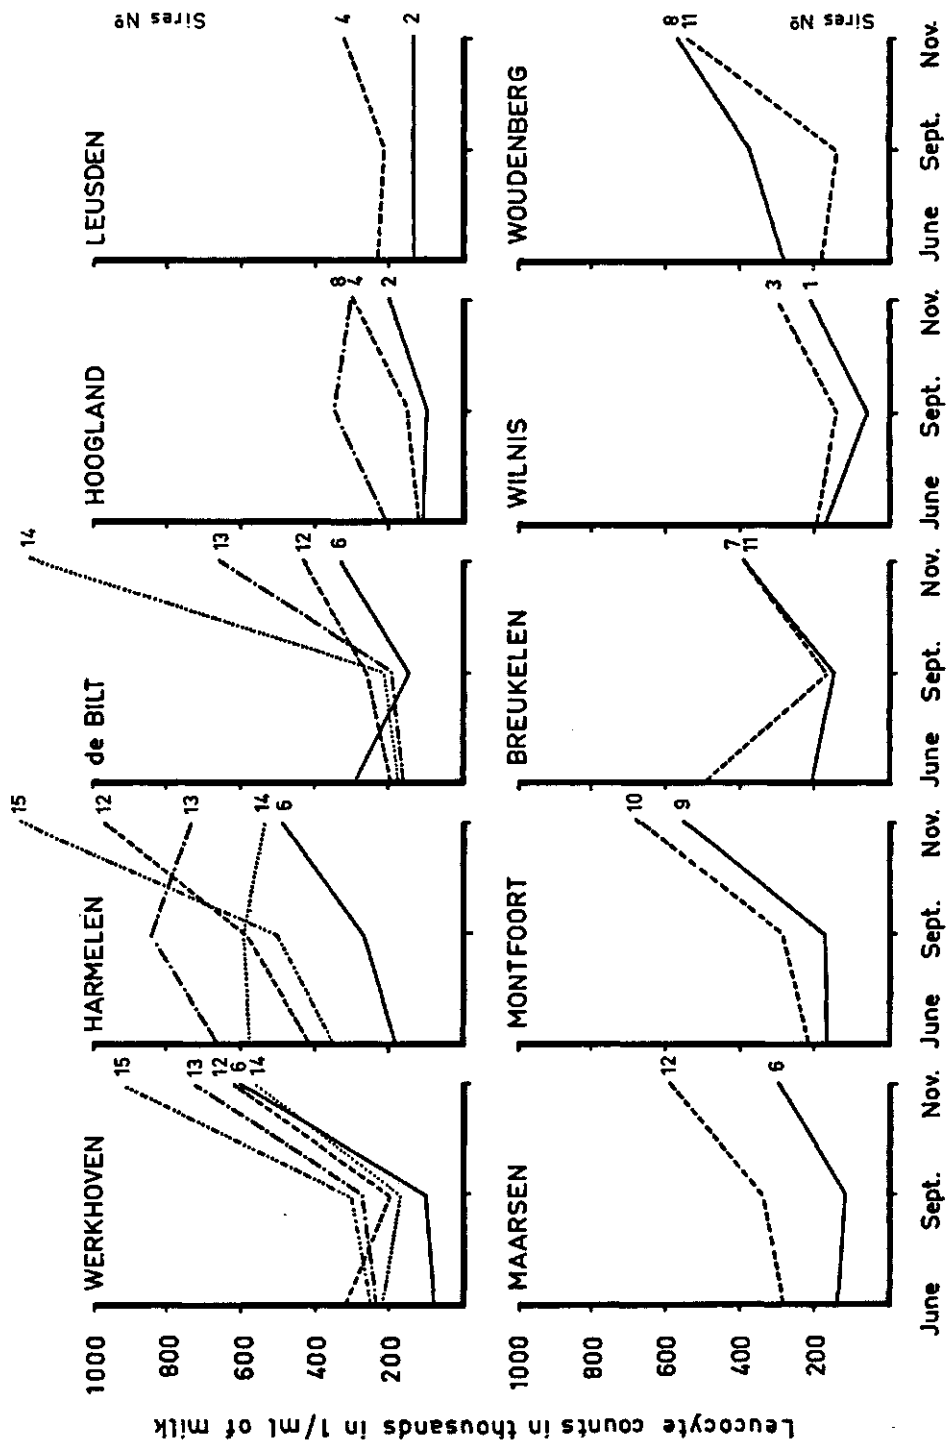 Leucocyte counts in thousands in 1/ml of milk
WERKHOVEN
1000
800
600
400
200
15
13
12
6
14
HARMELEN
15
12
13
14
6
de BILT
14
13
12
6
HOOGLAND
8
4
2
LEUSDEN
4
2
Sires Nº
MAARSEN
1000
800
600
400
200
12
6
June Sept. Nov.
MONTFOORT
10
9
June Sept. Nov.
BREUKELEN
7
11
June Sept. Nov.
WILNIS
3
1
June Sept. Nov.
WOUDENBERG
8
11
Sires Nº
June Sept. Nov.